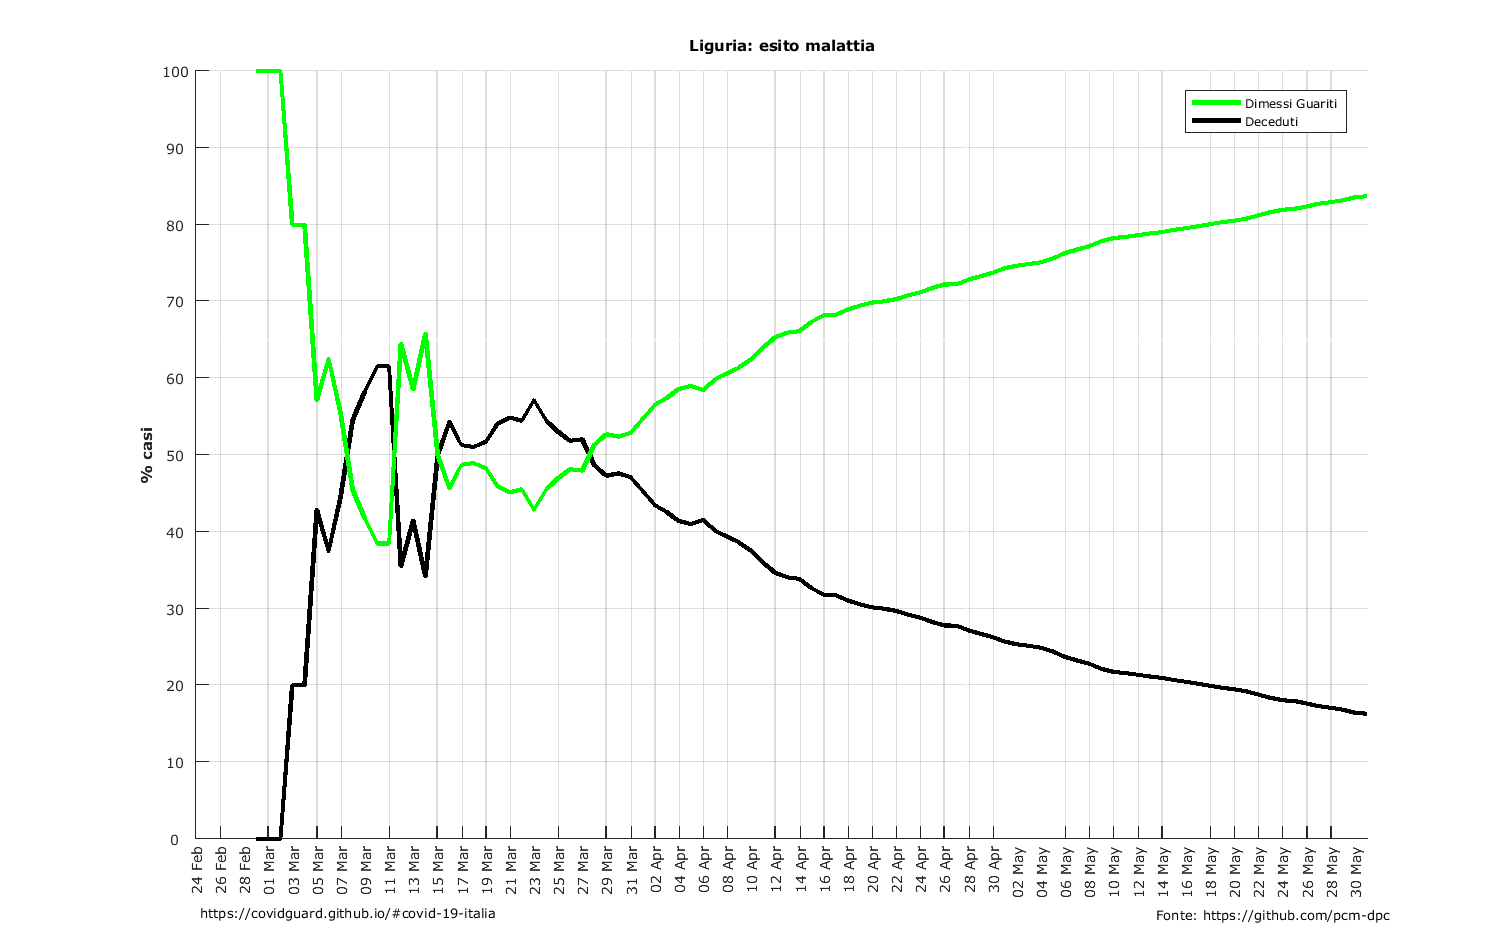 Liguria: esito malattia
Dimessi Guariti
Deceduti
% casi
100
90
80
70
60
50
40
30
20
10
0
24 Feb
26 Feb
28 Feb
01 Mar
03 Mar
05 Mar
07 Mar
09 Mar
11 Mar
13 Mar
15 Mar
17 Mar
19 Mar
21 Mar
23 Mar
25 Mar
27 Mar
29 Mar
31 Mar
02 Apr
04 Apr
06 Apr
08 Apr
10 Apr
12 Apr
14 Apr
16 Apr
18 Apr
20 Apr
22 Apr
24 Apr
26 Apr
28 Apr
30 Apr
02 May
04 May
06 May
08 May
10 May
12 May
14 May
16 May
18 May
20 May
22 May
24 May
26 May
28 May
30 May
https://covidguard.github.io/#covid-19-italia
Fonte: https://github.com/pcm-dpc